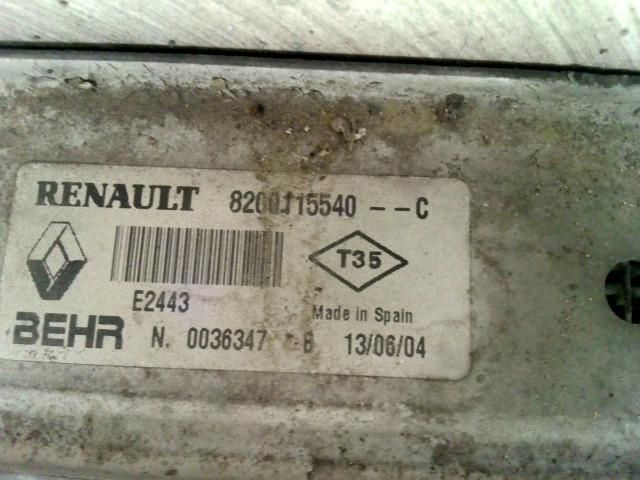 RENAULT 8200115540 -- C
T35
E2443
Made in Spain
BEHR N. 0036347 B 13/06/04